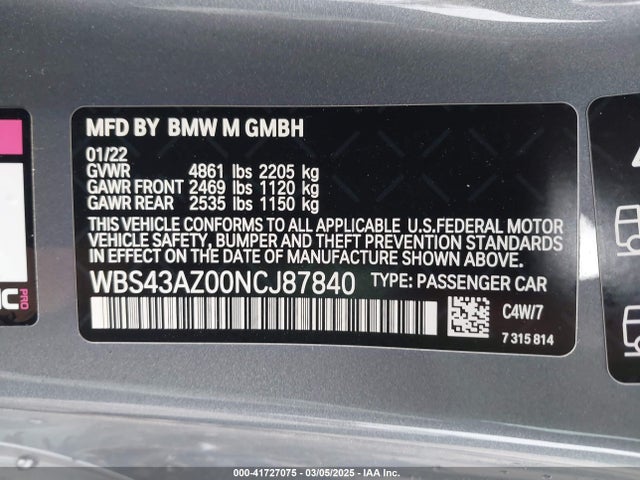 MFD BY BMW M GMBH
01/22
GVWR 4861 lbs 2205 kg
GAWR FRONT 2469 lbs 1120 kg
GAWR REAR 2535 lbs 1150 kg
THIS VEHICLE CONFORMS TO ALL APPLICABLE U.S.FEDERAL MOTOR
VEHICLE SAFETY, BUMPER AND THEFT PREVENTION STANDARDS
IN EFFECT ON THE DATE OF MANUFACTURE SHOWN ABOVE.
WBS43AZ00NCJ87840 TYPE: PASSENGER CAR
C4W/7
7 315 814
PRO
000-41727075 — 03/05/2025 — IAA Inc.